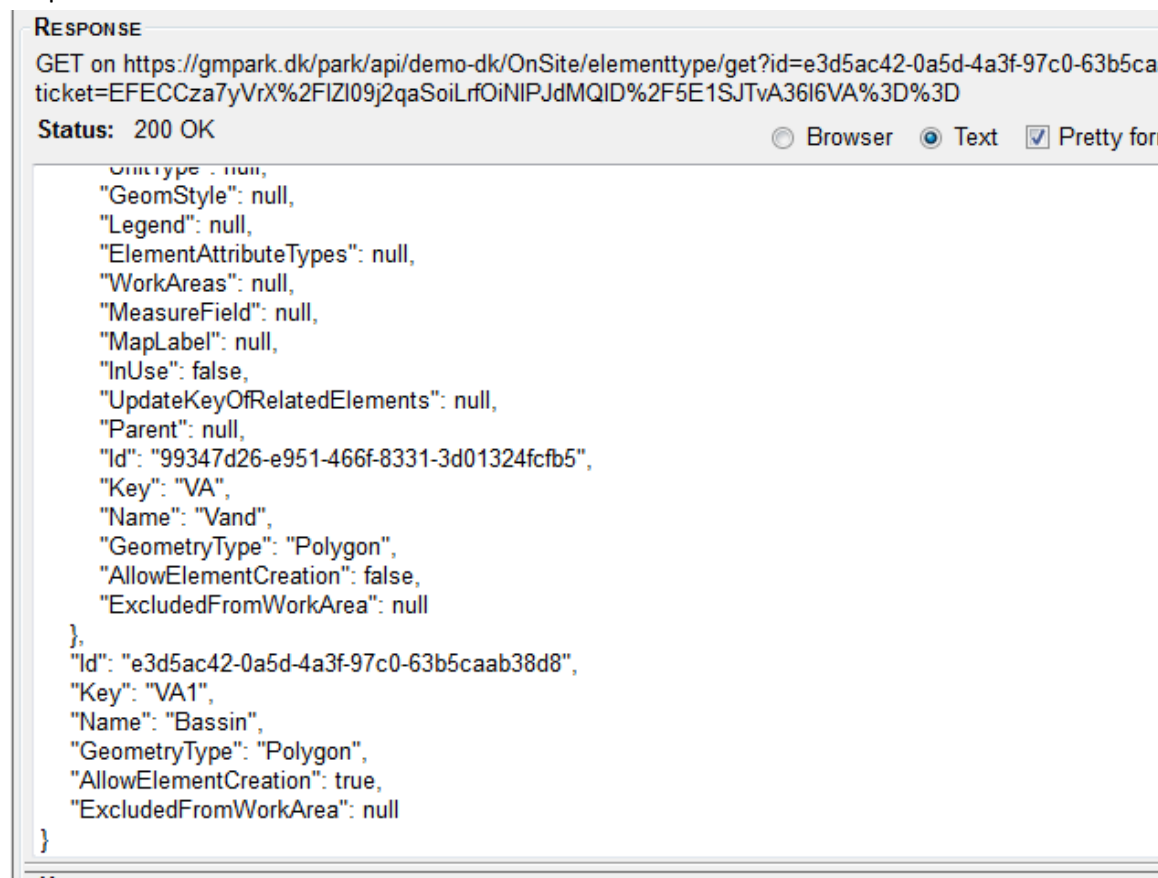 RESPONSE
GET on https://gmpark.dk/park/api/demo-dk/OnSite/elementtype/get?id=e3d5ac42-0a5d-4a3f-97c0-63b5ca
ticket=EFECCza7yVrX%2FIZI09j2qaSoiLrfOiNIPJdMQID%2F5E1SJTvA36I6VA%3D%3D
Status: 200 OK
Browser Text Pretty for
"UnitType": null,
"GeomStyle": null,
"Legend": null,
"ElementAttributeTypes": null,
"WorkAreas": null,
"MeasureField": null,
"MapLabel": null,
"InUse": false,
"UpdateKeyOfRelatedElements": null,
"Parent": null,
"Id": "99347d26-e951-466f-8331-3d01324fcfb5",
"Key": "VA",
"Name": "Vand",
"GeometryType": "Polygon",
"AllowElementCreation": false,
"ExcludedFromWorkArea": null
},
"Id": "e3d5ac42-0a5d-4a3f-97c0-63b5caab38d8",
"Key": "VA1",
"Name": "Bassin",
"GeometryType": "Polygon",
"AllowElementCreation": true,
"ExcludedFromWorkArea": null
}